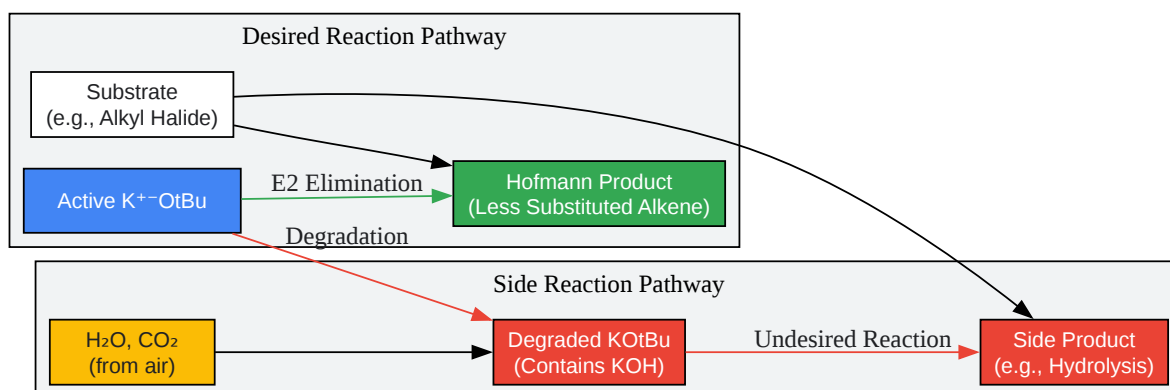 Desired Reaction Pathway
Substrate
(e.g., Alkyl Halide)
Active K⁺⁻OtBu
E2 Elimination
Hofmann Product
(Less Substituted Alkene)
Degradation
Side Reaction Pathway
H₂O, CO₂
(from air)
Degraded KOtBu
(Contains KOH)
Undesired Reaction
Side Product
(e.g., Hydrolysis)